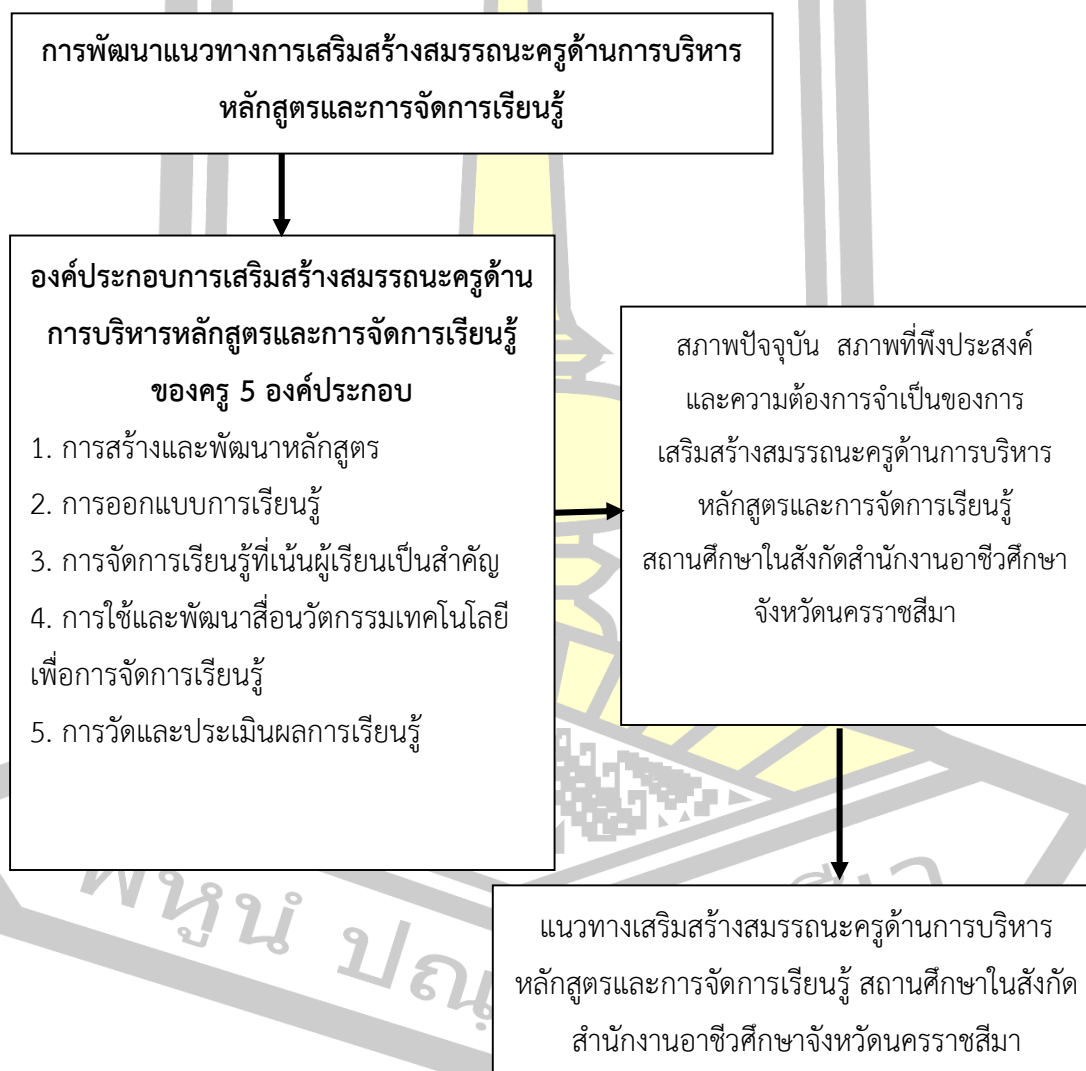 การพัฒนาแนวทางการเสริมสร้างสมรรถนะครูด้านการบริหาร
หลักสูตรและการจัดการเรียนรู้
องค์ประกอบการเสริมสร้างสมรรถนะครูด้าน
การบริหารหลักสูตรและการจัดการเรียนรู้
ของครู 5 องค์ประกอบ
1. การสร้างและพัฒนาหลักสูตร
2. การออกแบบการเรียนรู้
3. การจัดการเรียนรู้ที่เน้นผู้เรียนเป็นสำคัญ
4. การใช้และพัฒนาสื่อนวัตกรรมเทคโนโลยี
เพื่อการจัดการเรียนรู้
5. การวัดและประเมินผลการเรียนรู้
สภาพปัจจุบัน สภาพที่พึงประสงค์
และความต้องการจำเป็นของการ
เสริมสร้างสมรรถนะครูด้านการบริหาร
หลักสูตรและการจัดการเรียนรู้
สถานศึกษาในสังกัดสำนักงานอาชีวศึกษา
จังหวัดนครราชสีมา
แนวทางเสริมสร้างสมรรถนะครูด้านการบริหาร
หลักสูตรและการจัดการเรียนรู้ สถานศึกษาในสังกัด
สำนักงานอาชีวศึกษาจังหวัดนครราชสีมา
พหูนํ